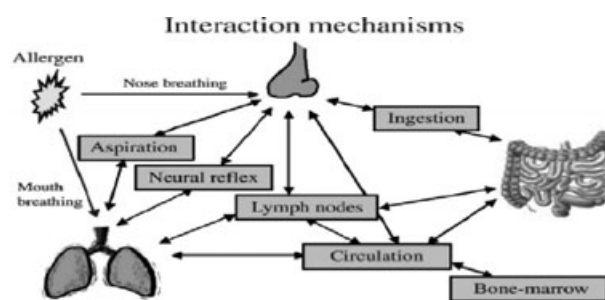 Interaction mechanisms
Allergen
Nose breathing
Ingestion
Aspiration
Neural reflex
Mouth
breathing
Lymph nodes
Circulation
Bone-marrow